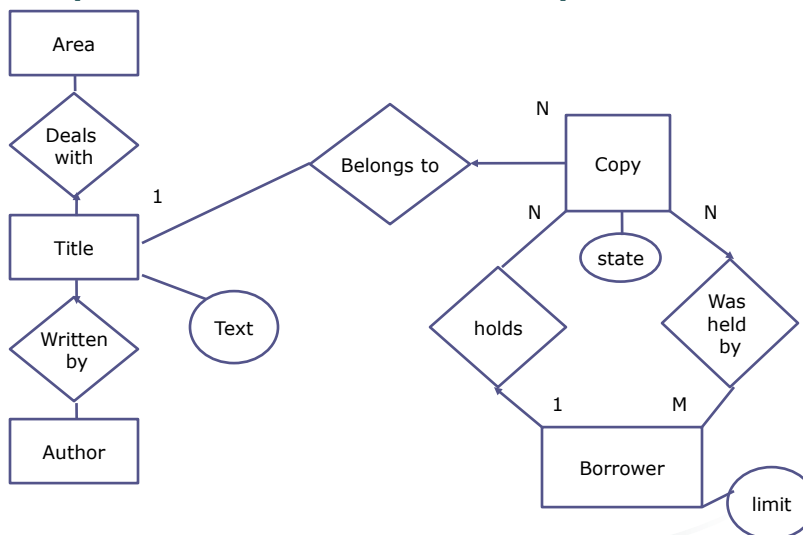 Area
Deals
with
1
Title
Text
Written
by
Author
Belongs to
N
Copy
N
N
state
holds
Was
held
by
1
M
Borrower
limit